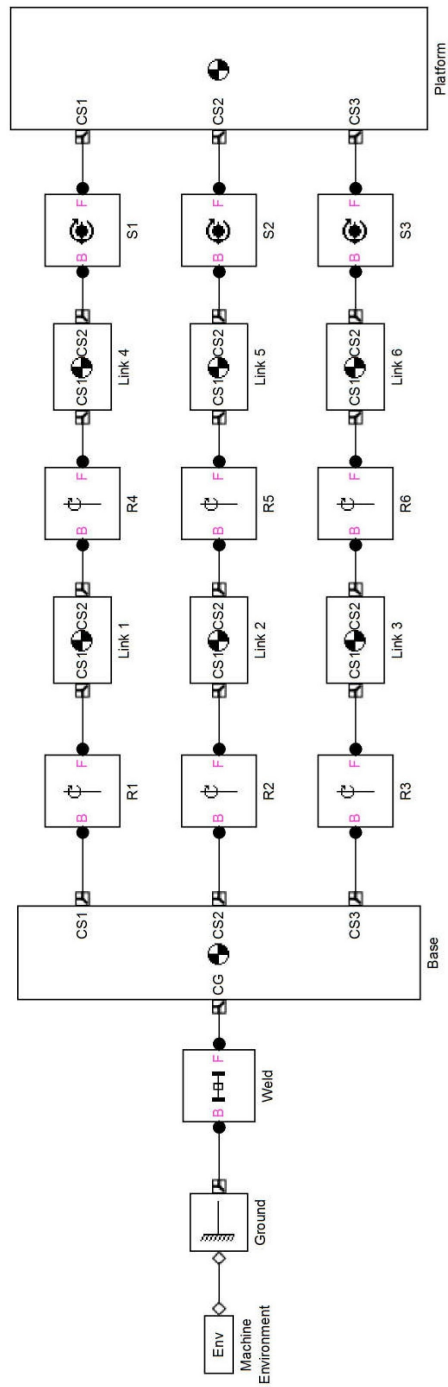 CS1 B F CS1 CS2 B F CS1 CS2 B F CS1
R1 Link 1 R4 Link 4 S1
Env B F CG CS2 B F CS1 CS2 B F CS1 CS2 B F CS2
Machine Ground Weld R2 Link 2 R5 Link 5 S2
Environment
CS3 B F CS1 CS2 B F CS1 CS2 B F CS3
R3 Link 3 R6 Link 6 S3
Base Platform